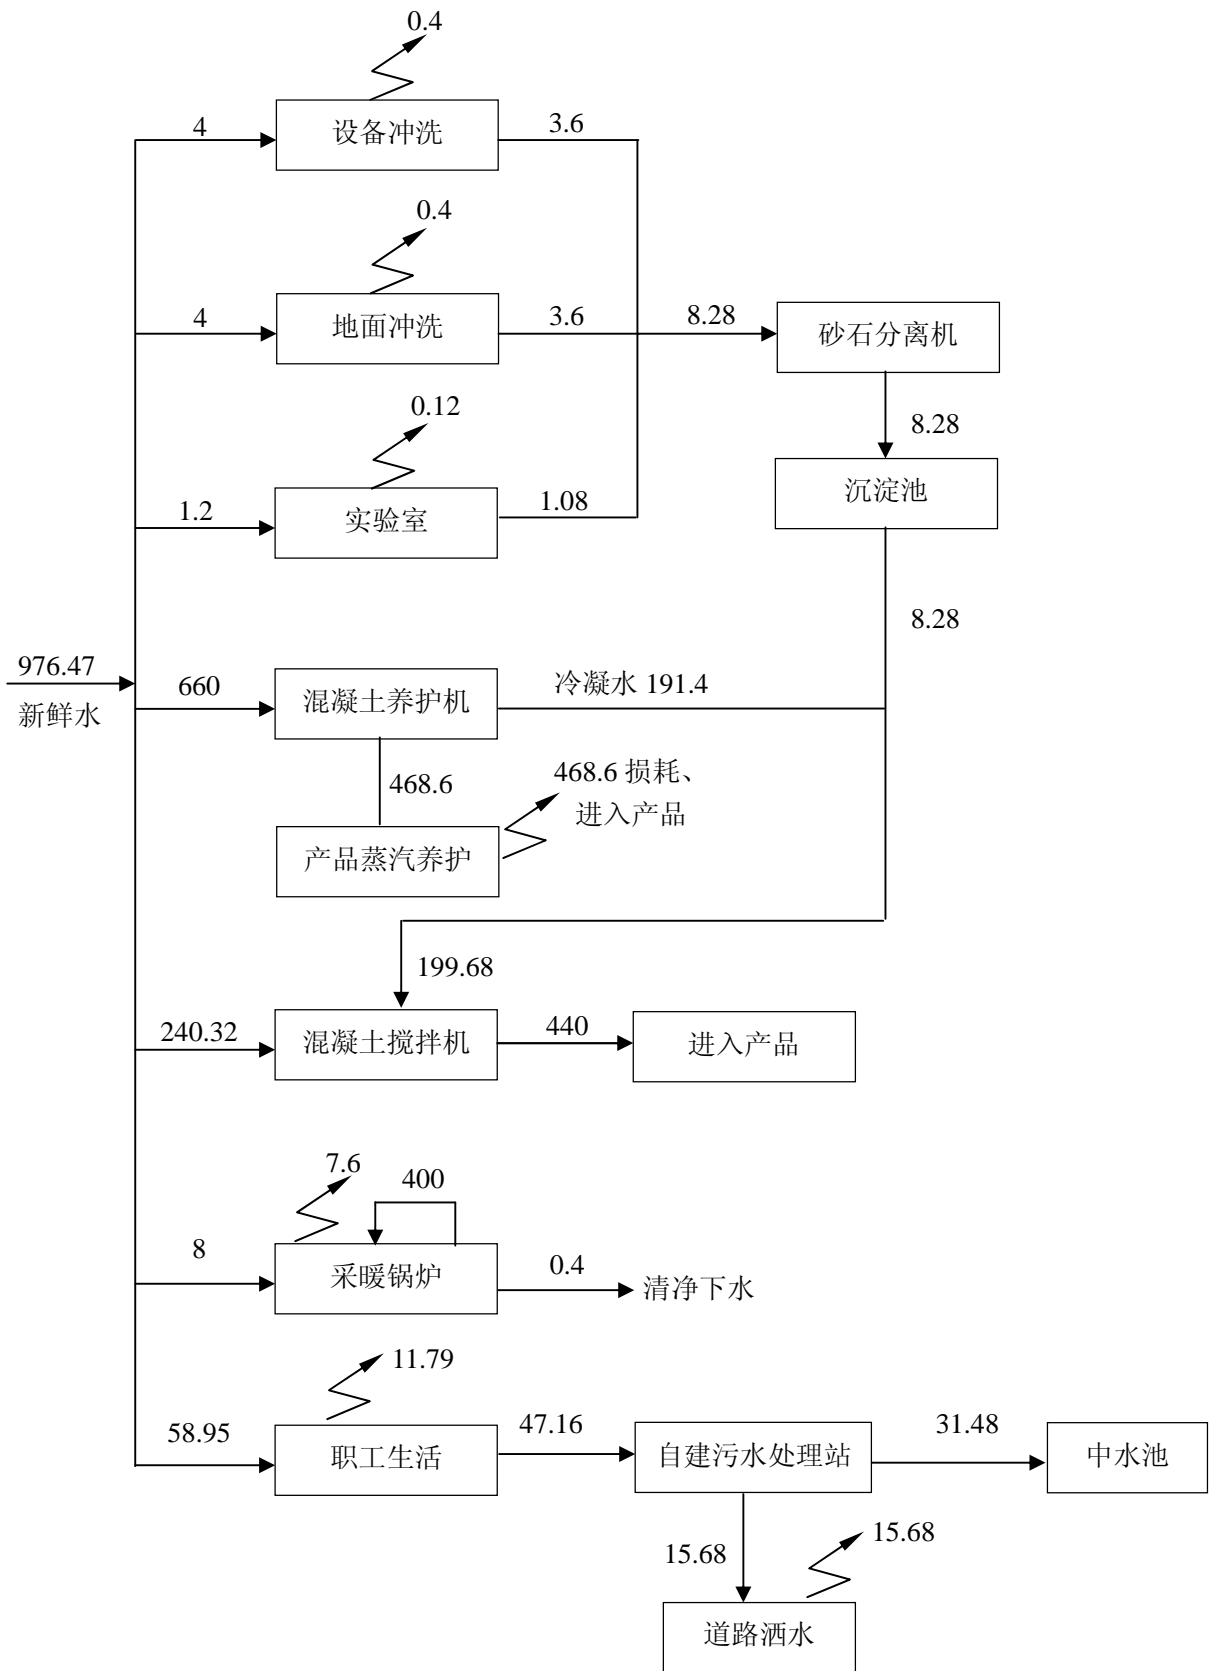 0.4
4
设备冲洗
3.6
0.4
4
地面冲洗
3.6
8.28
砂石分离机
0.12
8.28
1.2
实验室
1.08
沉淀池
8.28
976.47
新鲜水
660
混凝土养护机
冷凝水 191.4
468.6
468.6 损耗、
进入产品
产品蒸汽养护
199.68
240.32
混凝土搅拌机
440
进入产品
7.6
400
8
采暖锅炉
0.4
清净下水
11.79
58.95
职工生活
47.16
自建污水处理站
31.48
中水池
15.68
15.68
道路洒水